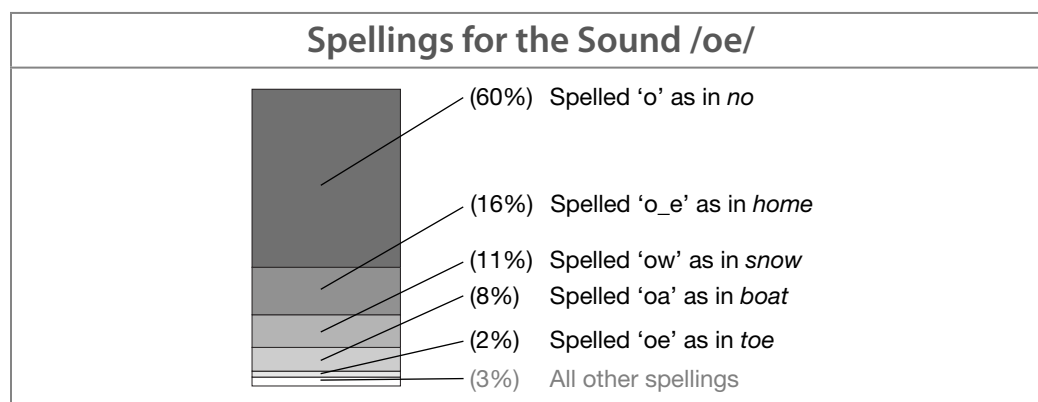 Spellings for the Sound /oe/
(60%) Spelled ‘o’ as in no
(16%) Spelled ‘o_e’ as in home
(11%) Spelled ‘ow’ as in snow
(8%) Spelled ‘oa’ as in boat
(2%) Spelled ‘oe’ as in toe
(3%) All other spellings